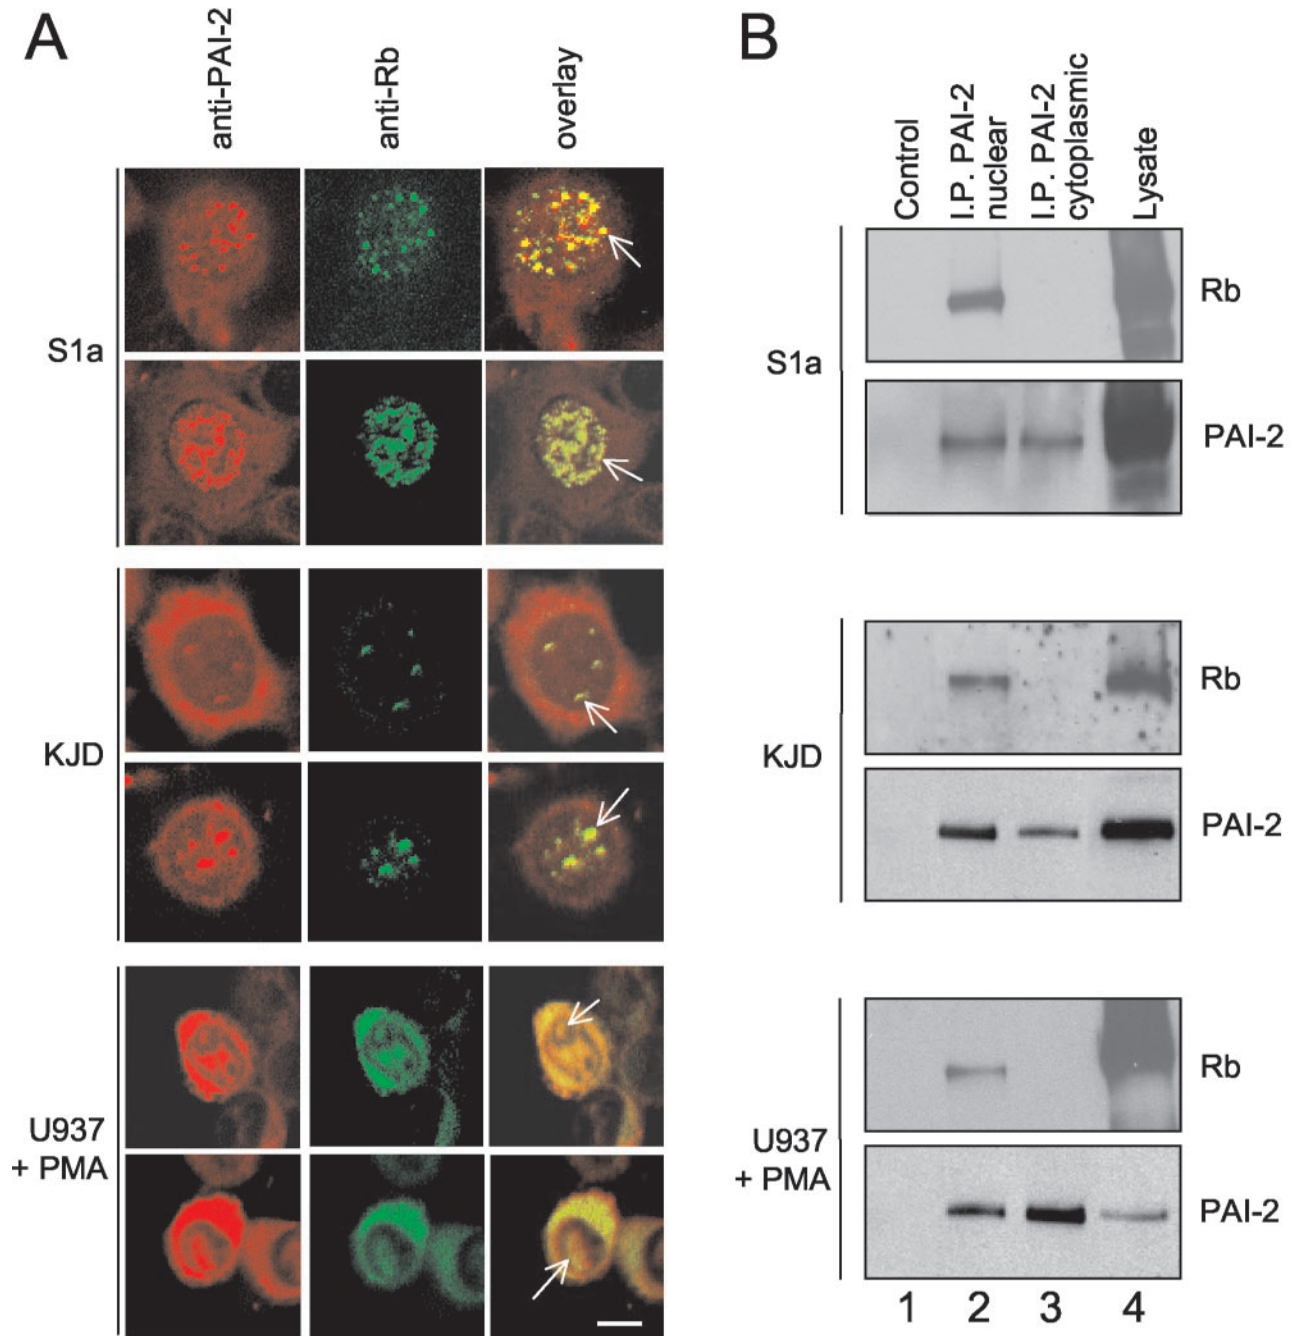 A
anti-PAI-2
anti-Rb
overlay
S1a
KJD
U937
+ PMA
B
Control
I.P. PAI-2
nuclear
I.P. PAI-2
cytoplasmic
Lysate
S1a
Rb
PAI-2
KJD
Rb
PAI-2
U937
+ PMA
Rb
PAI-2
1 2 3 4